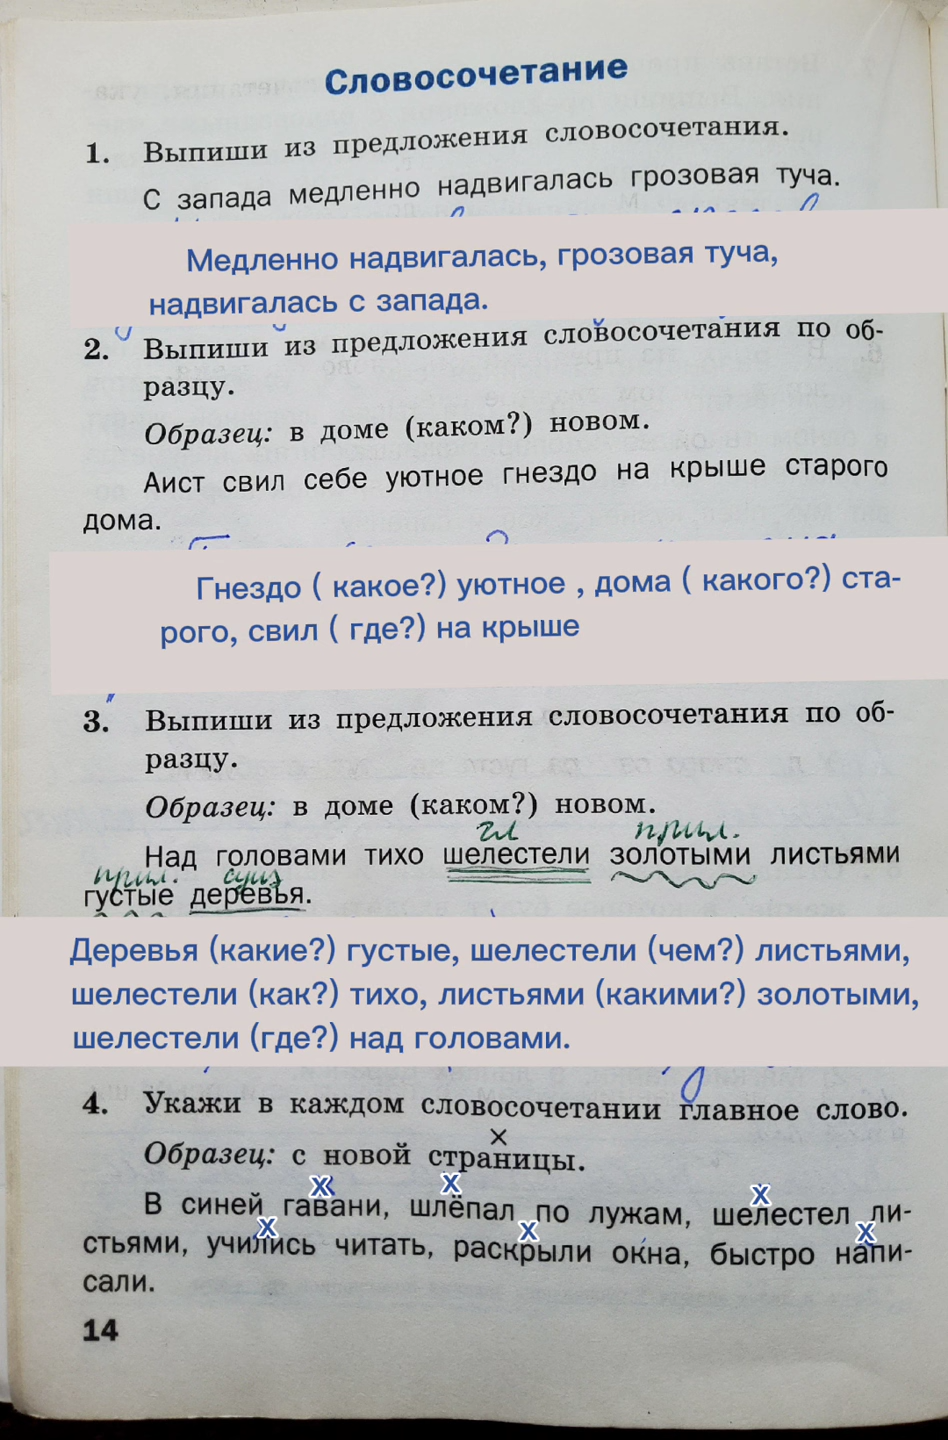 Словосочетание
1. Выпиши из предложения словосочетания.
С запада медленно надвигалась грозовая туча.
Медленно надвигалась, грозовая туча,
надвигалась с запада.
2. Выпиши из предложения словосочетания по об-
разцу.
Образец: в доме (каком?) новом.
Аист свил себе уютное гнездо на крыше старого
дома.
Гнездо ( какое?) уютное , дома ( какого?) ста-
рого, свил ( где?) на крыше
3. Выпиши из предложения словосочетания по об-
разцу.
Образец: в доме (каком?) новом.
гл прил.
Над головами тихо шелестели золотыми листьями
прил. сущ
густые деревья.
Деревья (какие?) густые, шелестели (чем?) листьями,
шелестели (как?) тихо, листьями (какими?) золотыми,
шелестели (где?) над головами.
4. Укажи в каждом словосочетании главное слово.
х
Образец: с новой страницы.
х х х
В синей гавани, шлёпал по лужам, шелестел ли-
х х х
стьями, учились читать, раскрыли окна, быстро напи-
сали.
14